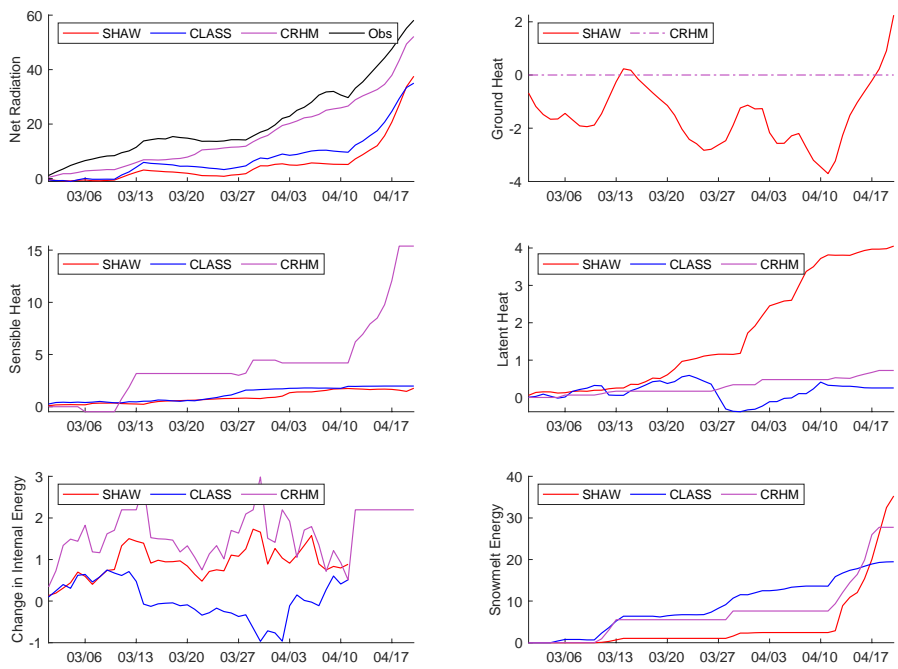 60
40
20
0
Net Radiation
SHAW CLASS CRHM Obs
03/06 03/13 03/20 03/27 04/03 04/10 04/17
2
0
-2
-4
Ground Heat
SHAW CRHM
03/06 03/13 03/20 03/27 04/03 04/10 04/17
15
10
5
0
Sensible Heat
SHAW CLASS CRHM
03/06 03/13 03/20 03/27 04/03 04/10 04/17
4
3
2
1
0
Latent Heat
SHAW CLASS CRHM
03/06 03/13 03/20 03/27 04/03 04/10 04/17
3
2
1
0
-1
Change in Internal Energy
SHAW CLASS CRHM
03/06 03/13 03/20 03/27 04/03 04/10 04/17
40
30
20
10
0
Snowmelt Energy
SHAW CLASS CRHM
03/06 03/13 03/20 03/27 04/03 04/10 04/17